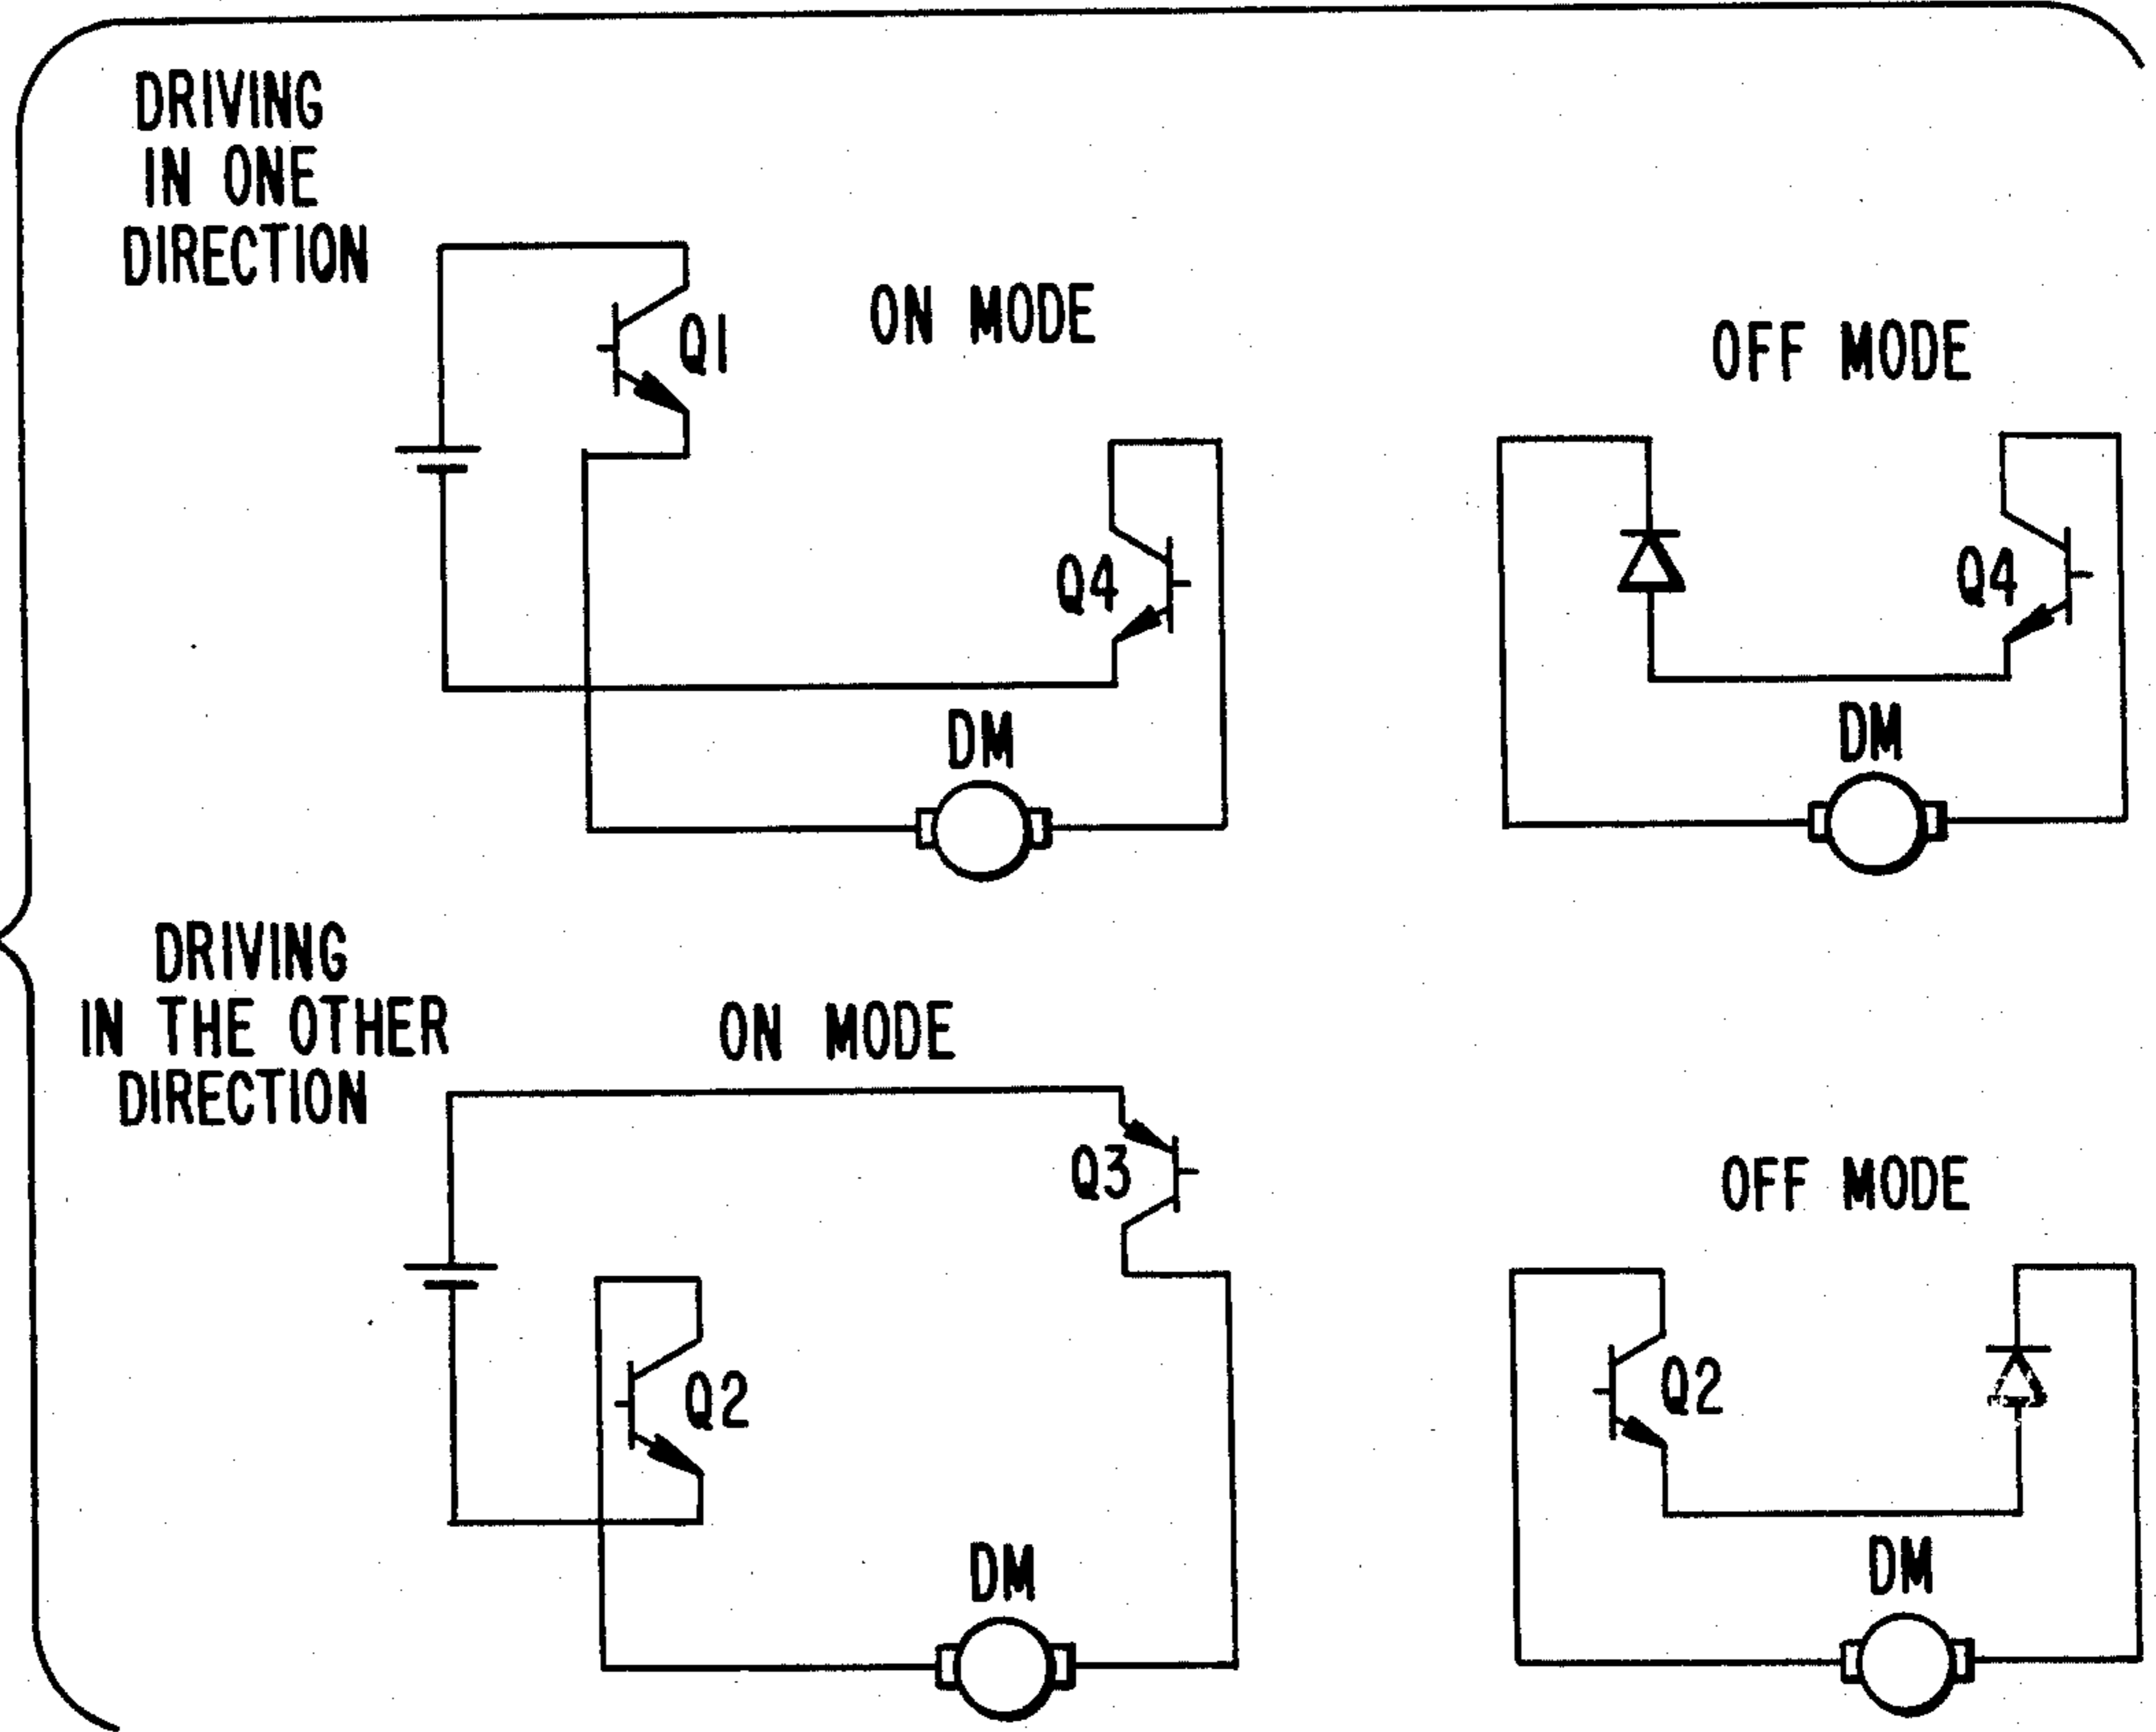 DRIVING
IN ONE
DIRECTION
ON MODE
OFF MODE
Q1
Q4
Q4
DM
DM
DRIVING
IN THE OTHER
DIRECTION
ON MODE
OFF MODE
Q3
Q2
Q2
DM
DM